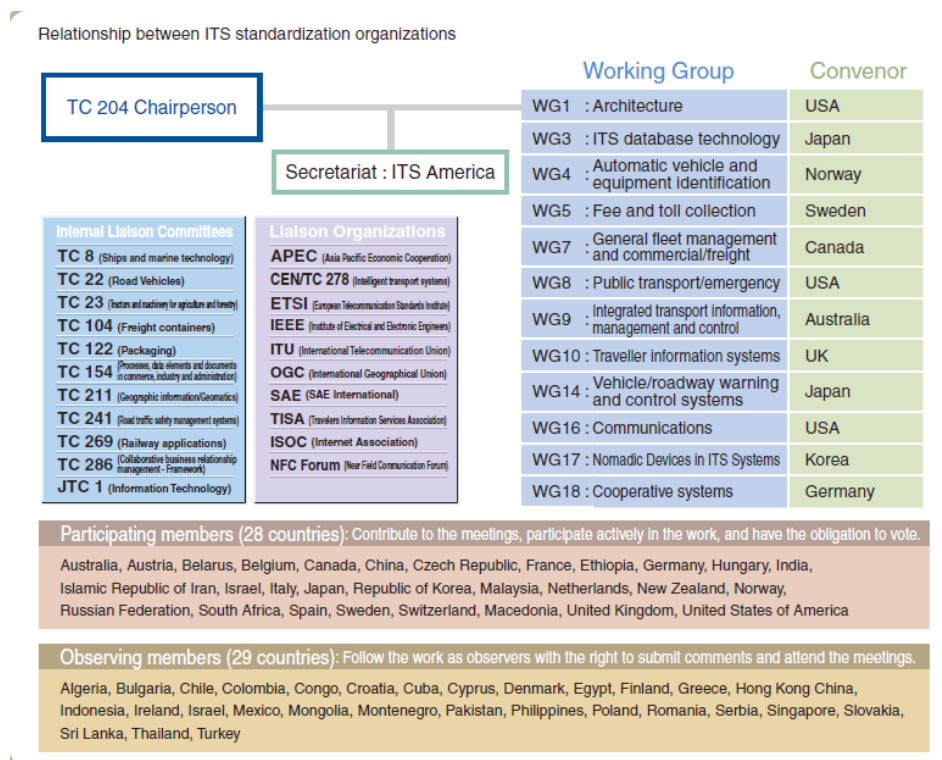 Relationship between ITS standardization organizations
TC 204 Chairperson
Secretariat : ITS America
Working Group
Convenor
WG1 : Architecture
USA
WG3 : ITS database technology
Japan
WG4 : Automatic vehicle and
equipment identification
Norway
WG5 : Fee and toll collection
Sweden
WG7 : General fleet management
and commercial/freight
Canada
WG8 : Public transport/emergency
USA
WG9 : Integrated transport information,
management and control
Australia
WG10 : Traveller information systems
UK
WG14 : Vehicle/roadway warning
and control systems
Japan
WG16 : Communications
USA
WG17 : Nomadic Devices in ITS Systems
Korea
WG18 : Cooperative systems
Germany
Internal Liaison Committees
TC 8 (Ships and marine technology)
TC 22 (Road Vehicles)
TC 23 (Tractors and machinery for agriculture and forestry)
TC 104 (Freight containers)
TC 122 (Packaging)
TC 154 (Processes, data elements and documents
in commerce, industry and administration)
TC 211 (Geographic information/Geomatics)
TC 241 (Road traffic safety management systems)
TC 269 (Railway applications)
TC 286 (Collaborative business relationship
management - Framework)
JTC 1 (Information Technology)
Liaison Organizations
APEC (Asia Pacific Economic Cooperation)
CEN/TC 278 (Intelligent transport systems)
ETSI (European Telecommunication Standards Institute)
IEEE (Institute of Electrical and Electronic Engineers)
ITU (International Telecommunication Union)
OGC (International Geographical Union)
SAE (SAE International)
TISA (Travelers Information Services Association)
ISOC (Internet Association)
NFC Forum (Near Field Communication Forum)
Participating members (28 countries): Contribute to the meetings, participate actively in the work, and have the obligation to vote.
Australia, Austria, Belarus, Belgium, Canada, China, Czech Republic, France, Ethiopia, Germany, Hungary, India,
Islamic Republic of Iran, Israel, Italy, Japan, Republic of Korea, Malaysia, Netherlands, New Zealand, Norway,
Russian Federation, South Africa, Spain, Sweden, Switzerland, Macedonia, United Kingdom, United States of America
Observing members (29 countries): Follow the work as observers with the right to submit comments and attend the meetings.
Algeria, Bulgaria, Chile, Colombia, Congo, Croatia, Cuba, Cyprus, Denmark, Egypt, Finland, Greece, Hong Kong China,
Indonesia, Ireland, Israel, Mexico, Mongolia, Montenegro, Pakistan, Philippines, Poland, Romania, Serbia, Singapore, Slovakia,
Sri Lanka, Thailand, Turkey